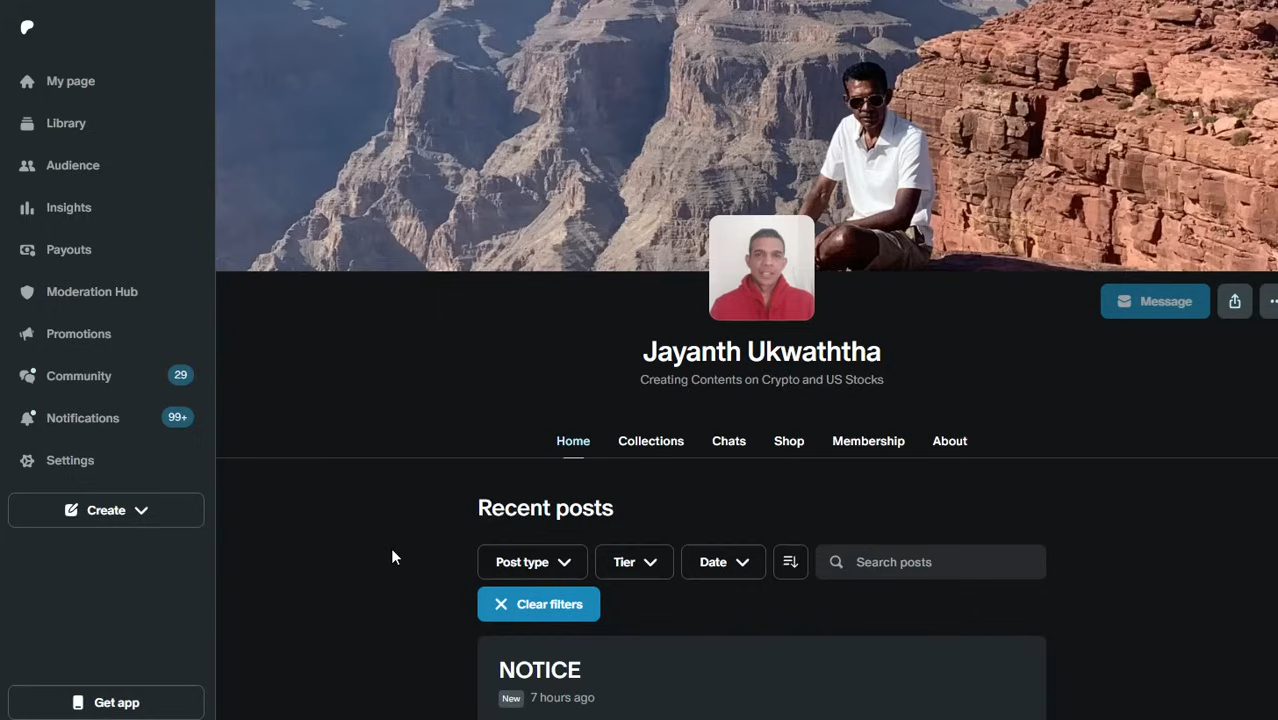 My page
Library
Audience
Insights
Payouts
Moderation Hub
Promotions
Community 29
Notifications 99+
Settings
Create
Get app
Message
Jayanth Ukwaththa
Creating Contents on Crypto and US Stocks
Home Collections Chats Shop Membership About
Recent posts
Post type Tier Date Search posts
Clear filters
NOTICE
New 7 hours ago